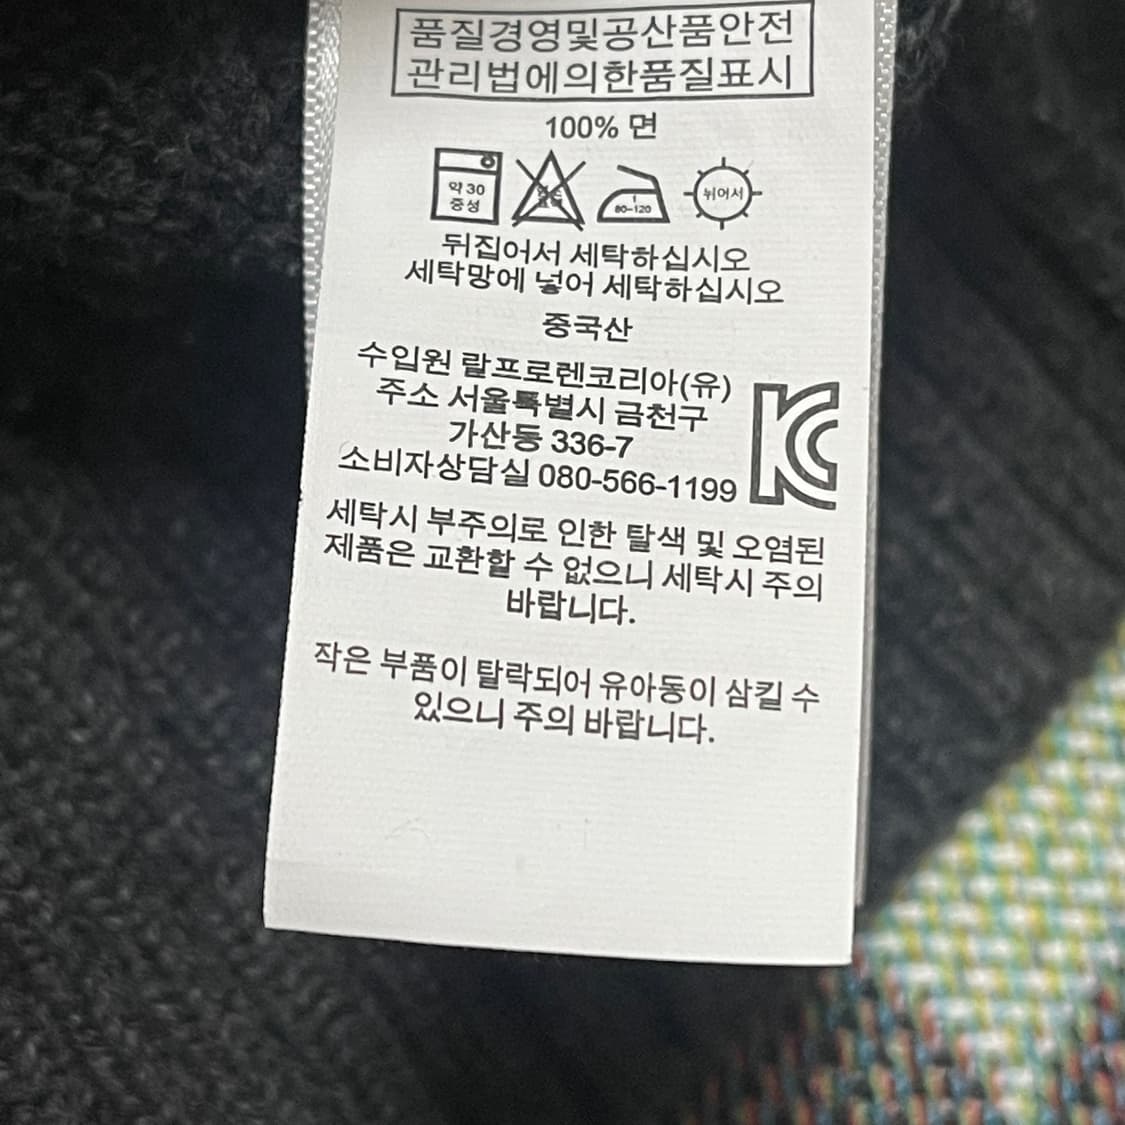 품질경영및공산품안전
관리법에의한품질표시
100% 면
약 30
중성
80-120
뉘어서
뒤집어서 세탁하십시오
세탁망에 넣어 세탁하십시오
중국산
수입원 랄프로렌코리아(유)
주소 서울특별시 금천구
가산동 336-7
소비자상담실 080-566-1199
세탁시 부주의로 인한 탈색 및 오염된
제품은 교환할 수 없으니 세탁시 주의
바랍니다.
작은 부품이 탈락되어 유아동이 삼킬 수
있으니 주의 바랍니다.